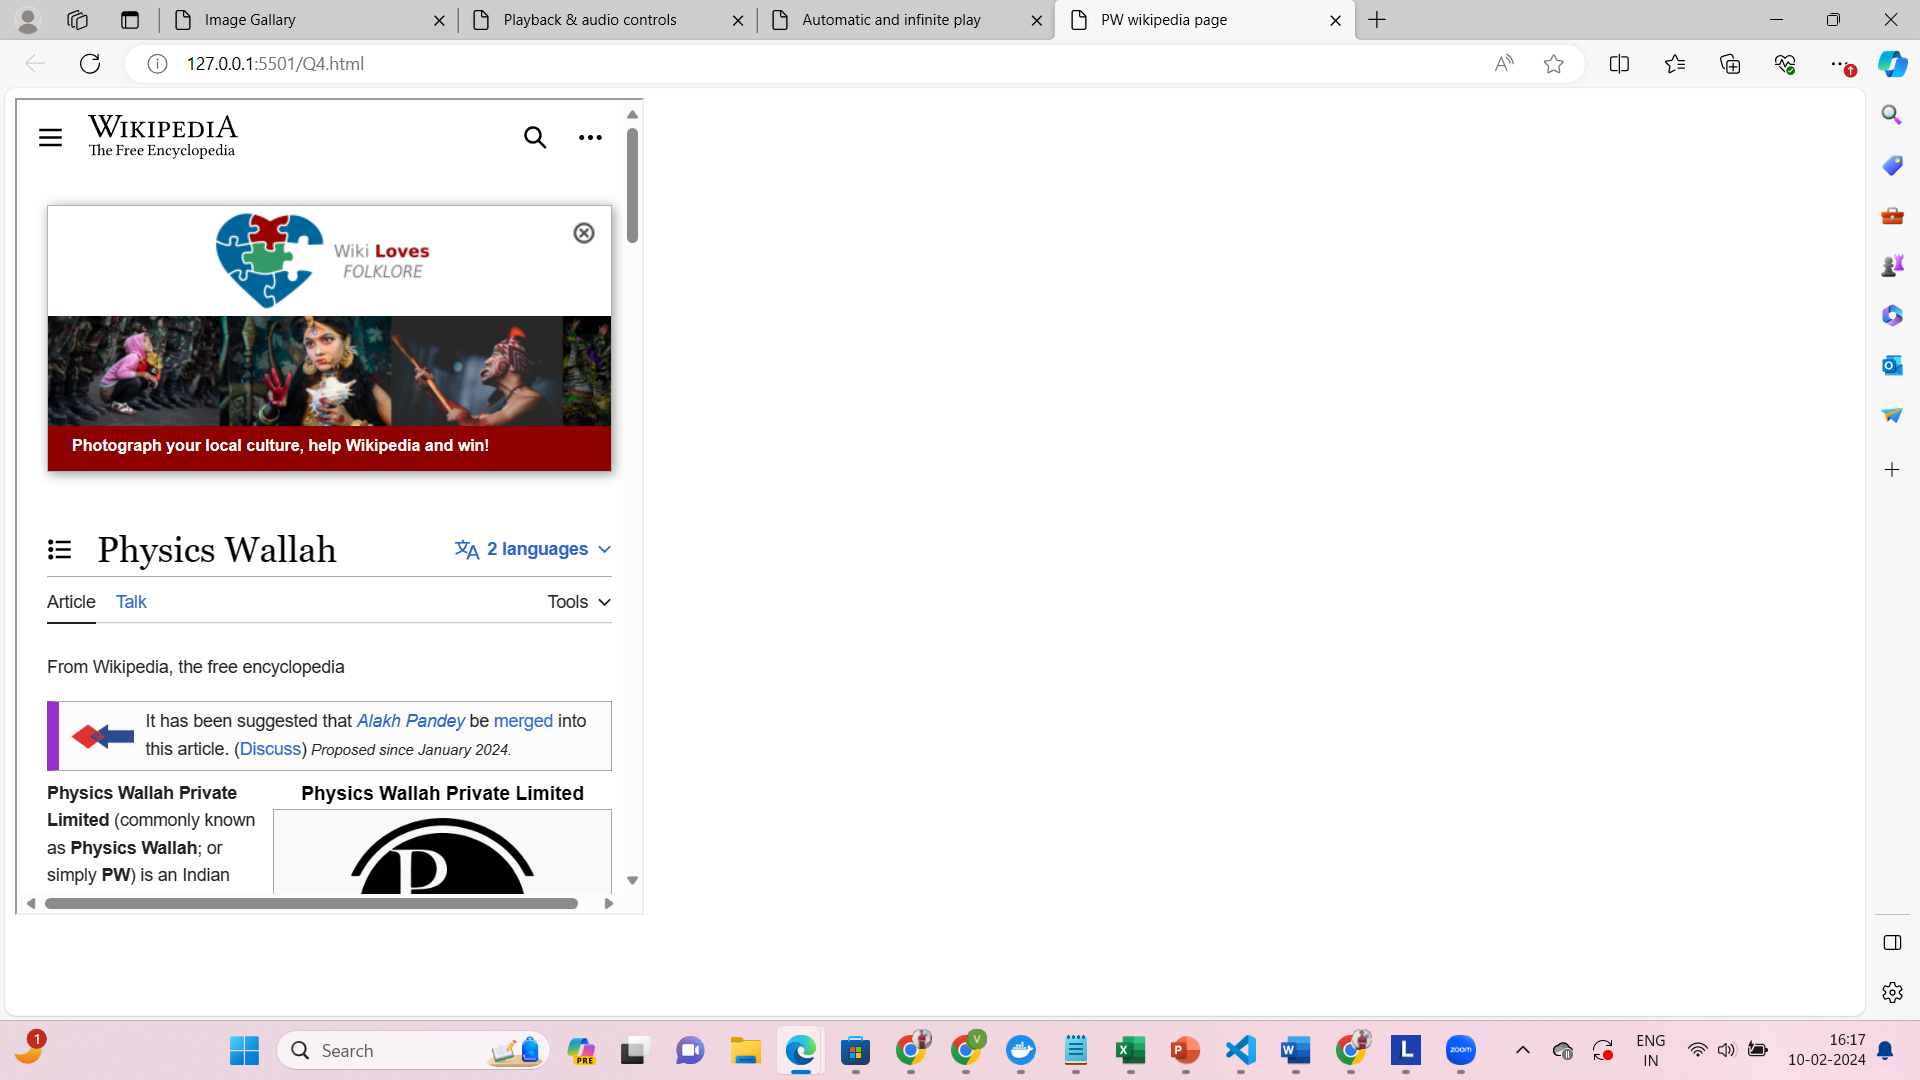 Image Gallary
Playback & audio controls
Automatic and infinite play
PW wikipedia page
127.0.0.1:5501/Q4.html
WIKIPEDIA
The Free Encyclopedia
Wiki Loves
FOLKLORE
Photograph your local culture, help Wikipedia and win!
Physics Wallah
2 languages
Article Talk Tools
From Wikipedia, the free encyclopedia
It has been suggested that Alakh Pandey be merged into
this article. (Discuss) Proposed since January 2024.
Physics Wallah Private
Limited (commonly known
as Physics Wallah; or
simply PW) is an Indian
Physics Wallah Private Limited
P
1
Search
PRE
V
P
W
L
zoom
ENG
IN
16:17
10-02-2024